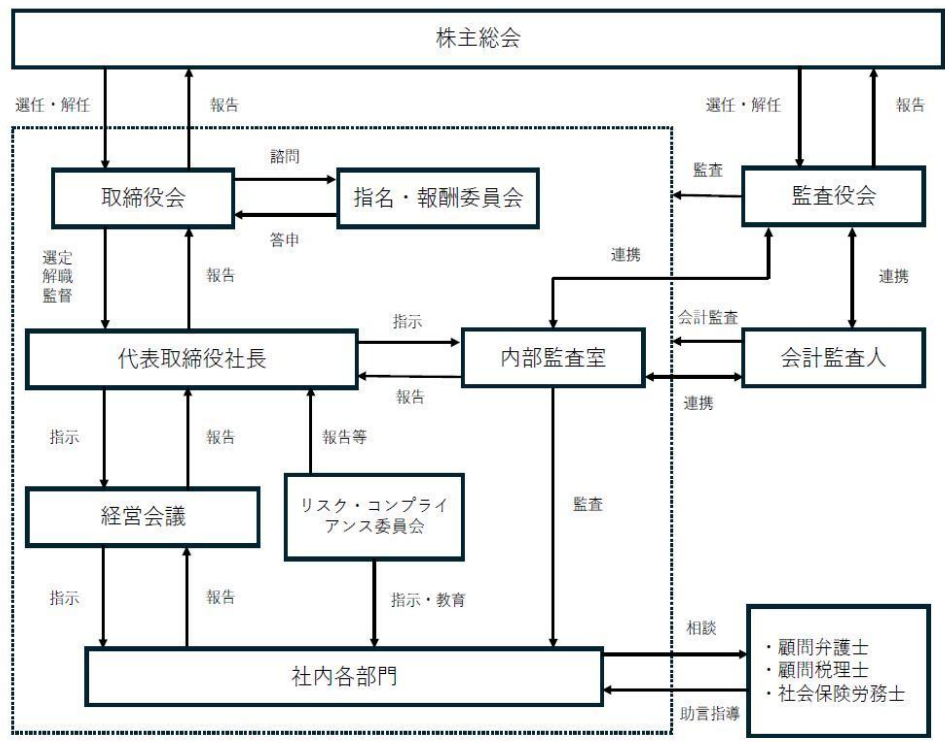 株主総会
選任・解任
報告
選任・解任
報告
諮問
取締役会
指名・報酬委員会
監査
監査役会
答申
選定
解職
監督
報告
連携
連携
指示
会計監査
代表取締役社長
内部監査室
会計監査人
報告
連携
指示
報告
報告等
経営会議
リスク・コンプライ
アンス委員会
監査
指示
報告
指示・教育
相談
社内各部門
・顧問弁護士
・顧問税理士
・社会保険労務士
助言指導